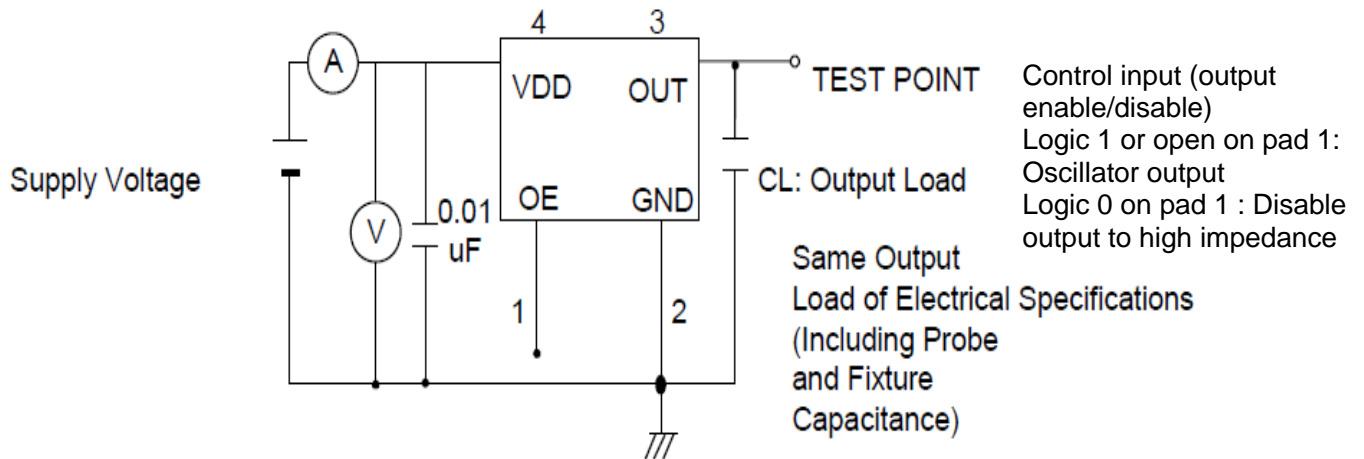 4
3
A
VDD
OUT
TEST POINT
Supply Voltage
V
0.01
uF
OE
GND
CL: Output Load
1
2
Same Output
Load of Electrical Specifications
(Including Probe
and Fixture
Capacitance)
Control input (output
enable/disable)
Logic 1 or open on pad 1:
Oscillator output
Logic 0 on pad 1 : Disable
output to high impedance